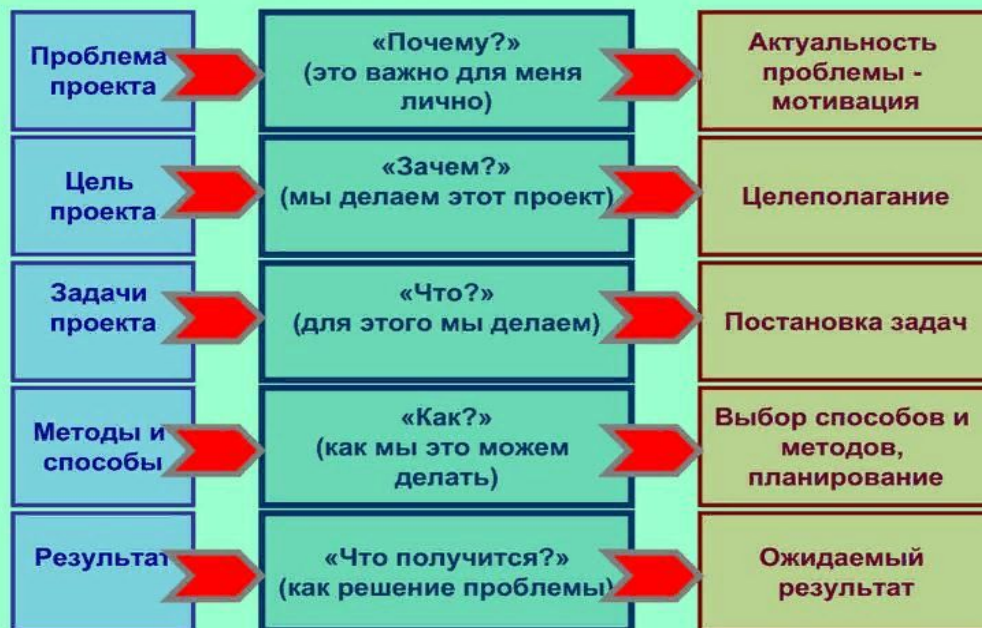 Проблема
проекта
«Почему?»
(это важно для меня
лично)
Актуальность
проблемы -
мотивация
Цель
проекта
«Зачем?»
(мы делаем этот проект)
Целеполагание
Задачи
проекта
«Что?»
(для этого мы делаем)
Постановка задач
Методы и
способы
«Как?»
(как мы это можем
делать)
Выбор способов и
методов,
планирование
Результат
«Что получится?»
(как решение проблемы)
Ожидаемый
результат